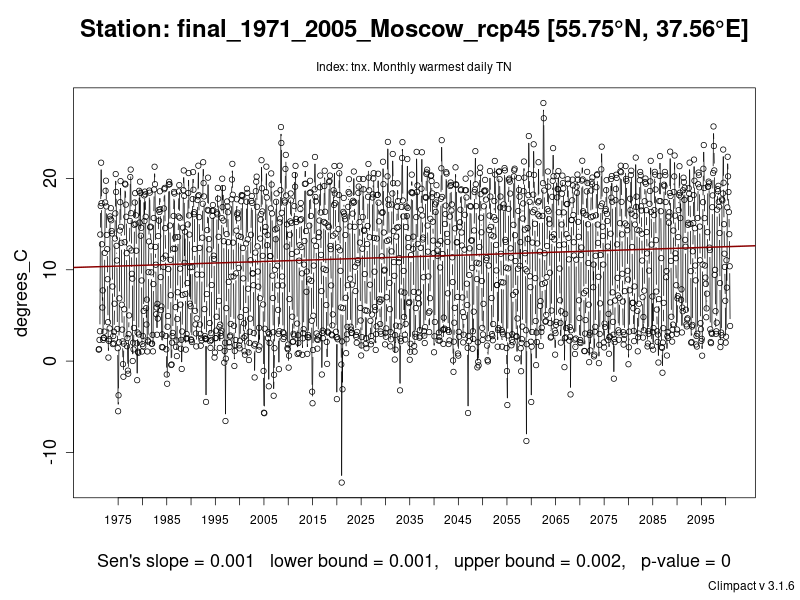 Station: final_1971_2005_Moscow_rcp45 [55.75°N, 37.56°E]
Index: tnx. Monthly warmest daily TN
degrees_C
20
10
0
-10
1975 1985 1995 2005 2015 2025 2035 2045 2055 2065 2075 2085 2095
Sen's slope = 0.001 lower bound = 0.001, upper bound = 0.002, p-value = 0
Climpact v 3.1.6